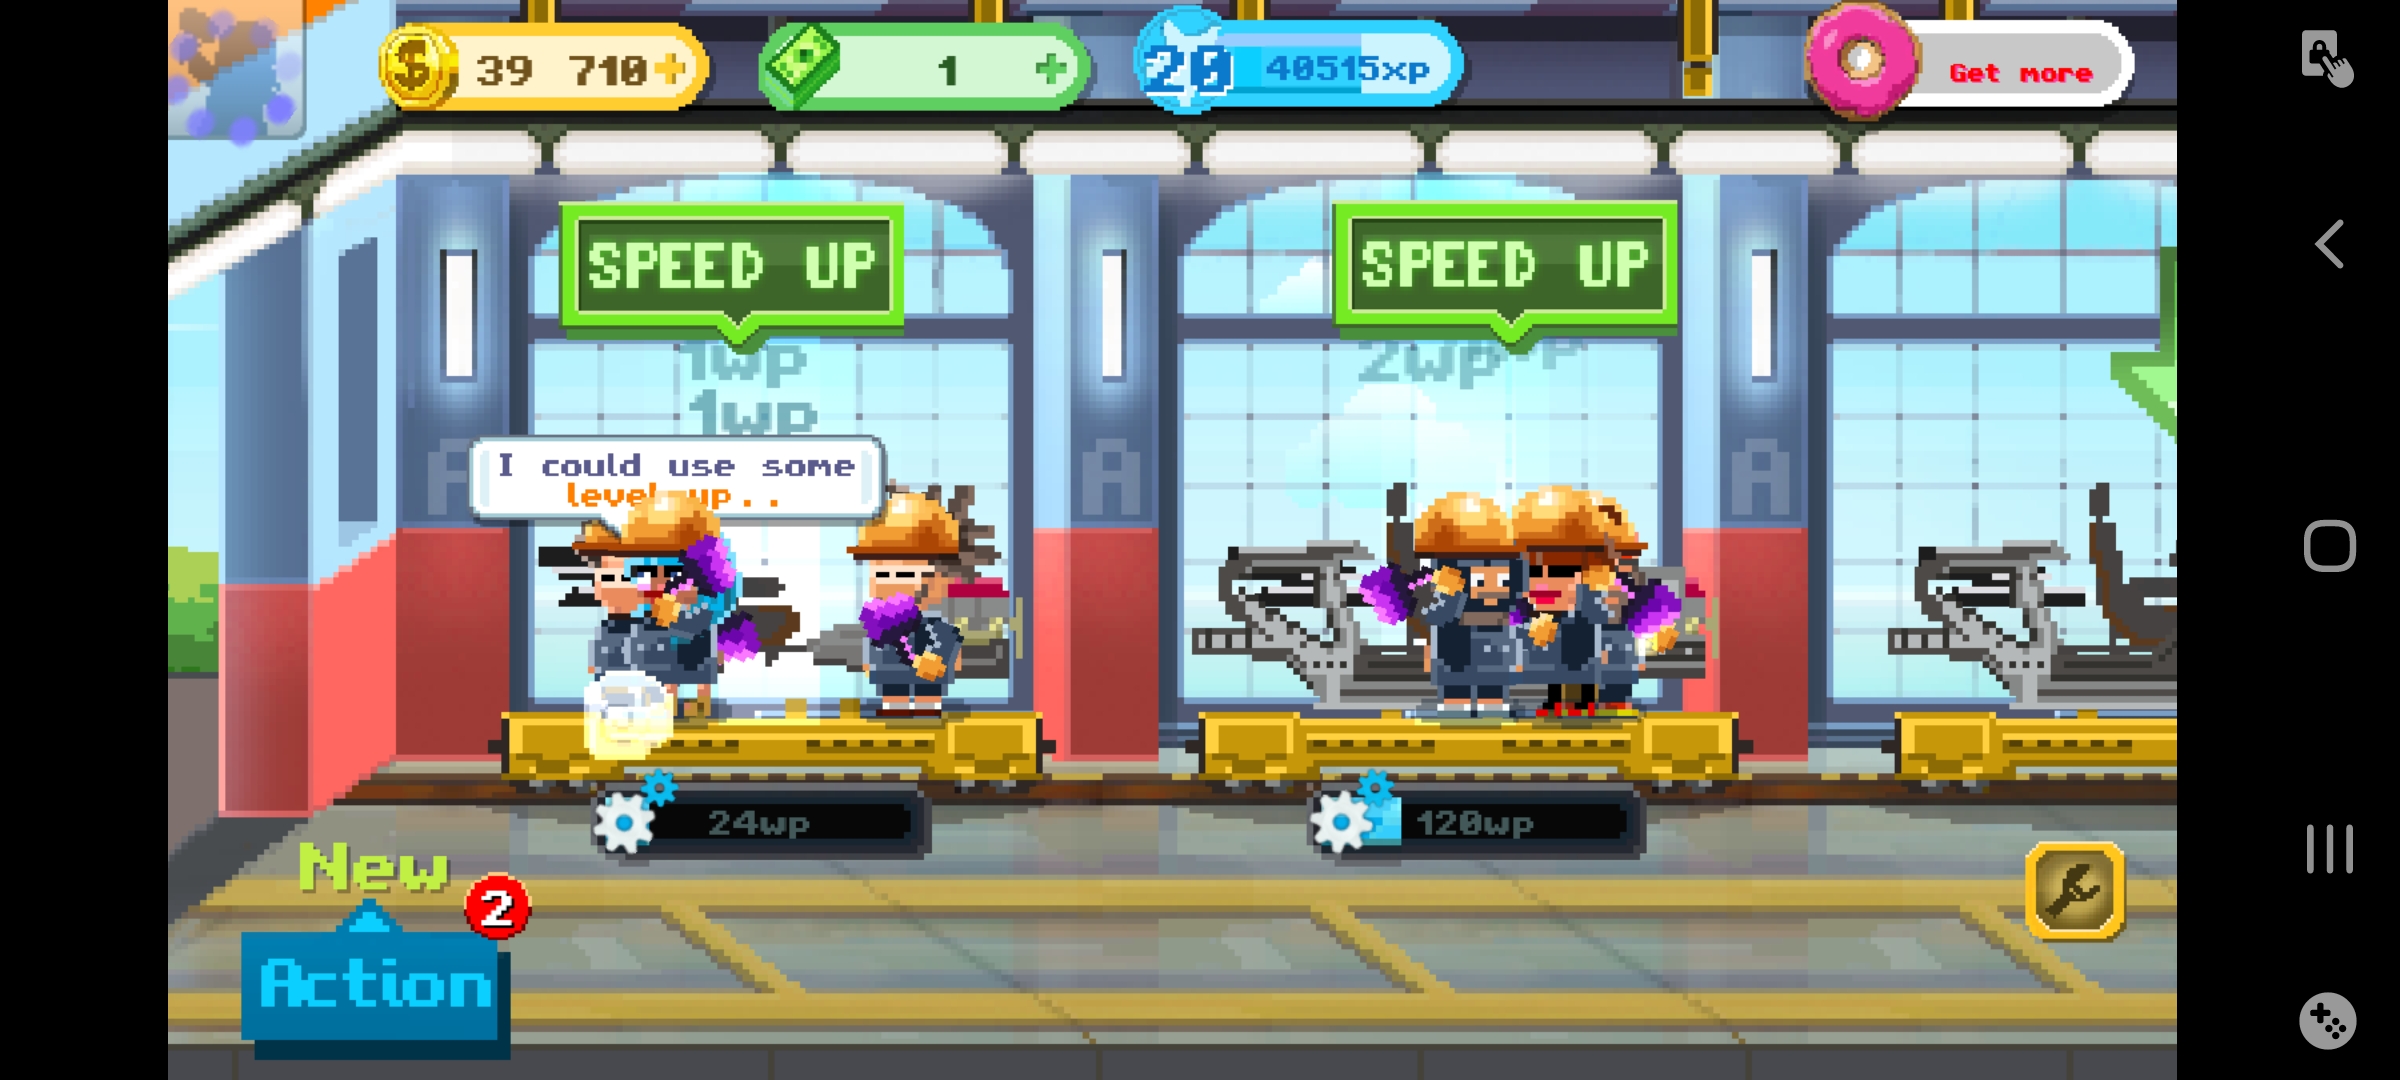 39 710
1
20
40515xp
Get more
SPEED UP
SPEED UP
1wp
1wp
2wp
A
A
I could use some
level up..
24wp
120wp
New
2
Action